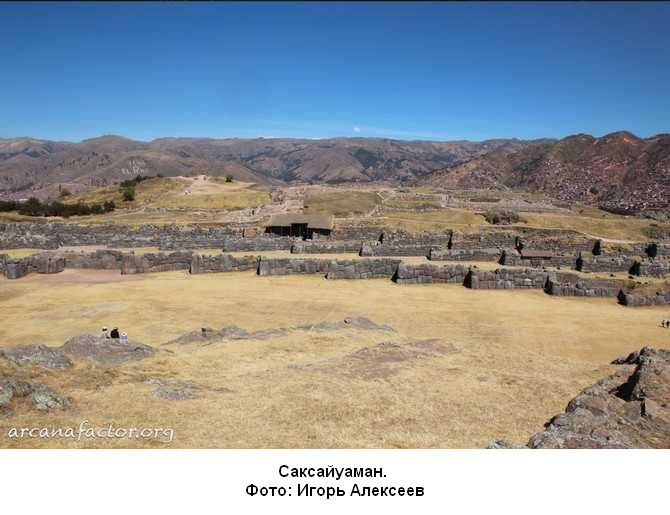 arcanafactor.org
Саксайуаман.
Фото: Игорь Алексеев